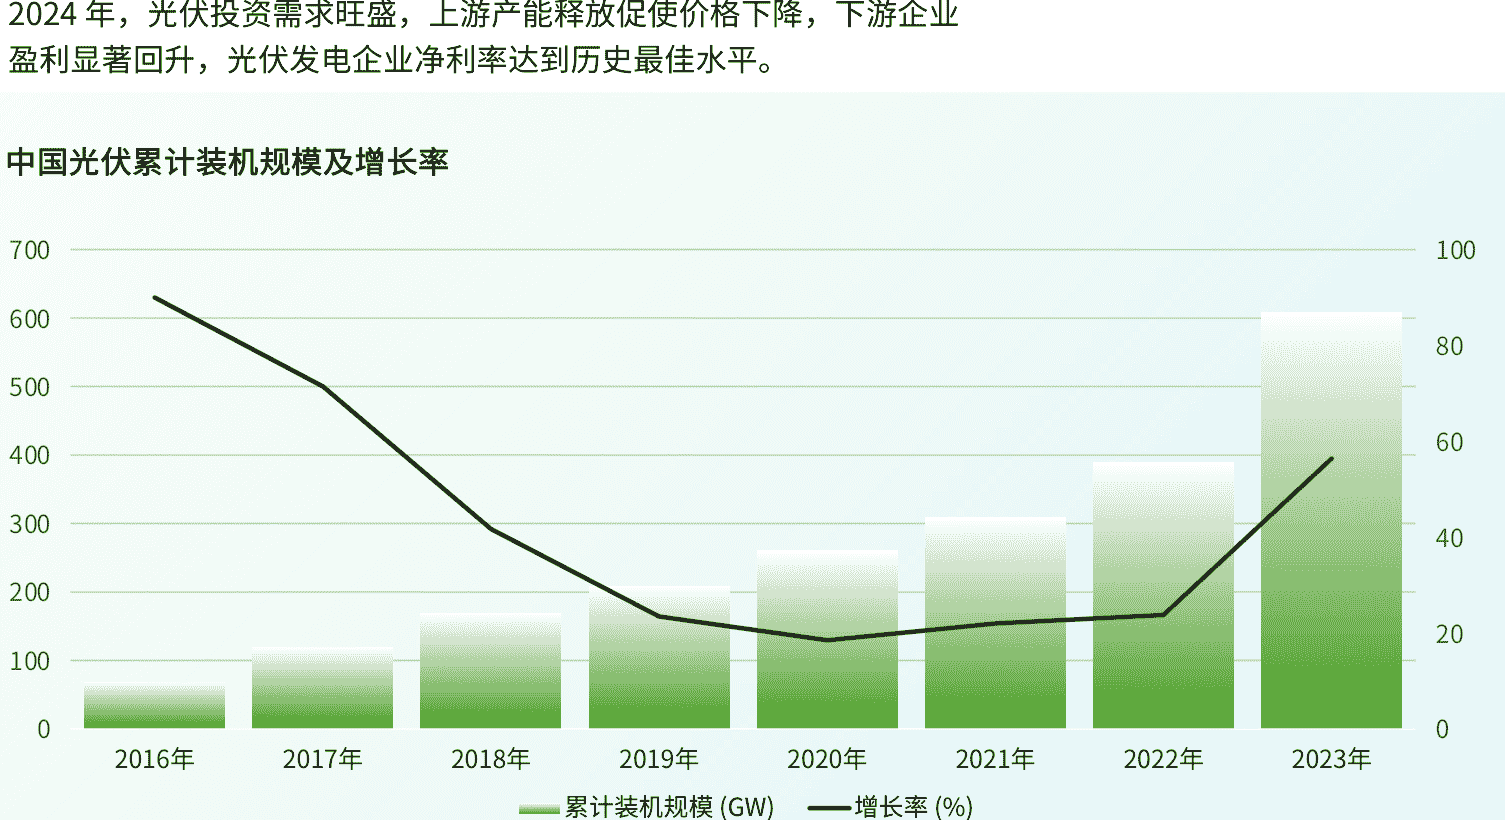 2024 年，光伏投资需求旺盛，上游产能释放促使价格下降，下游企业
盈利显著回升，光伏发电企业净利率达到历史最佳水平。
中国光伏累计装机规模及增长率
700 100
600
80
500
400 60
300 40
200
20
100
0 0
2016年 2017年 2018年 2019年 2020年 2021年 2022年 2023年
累计装机规模 (GW) 增长率 (%)